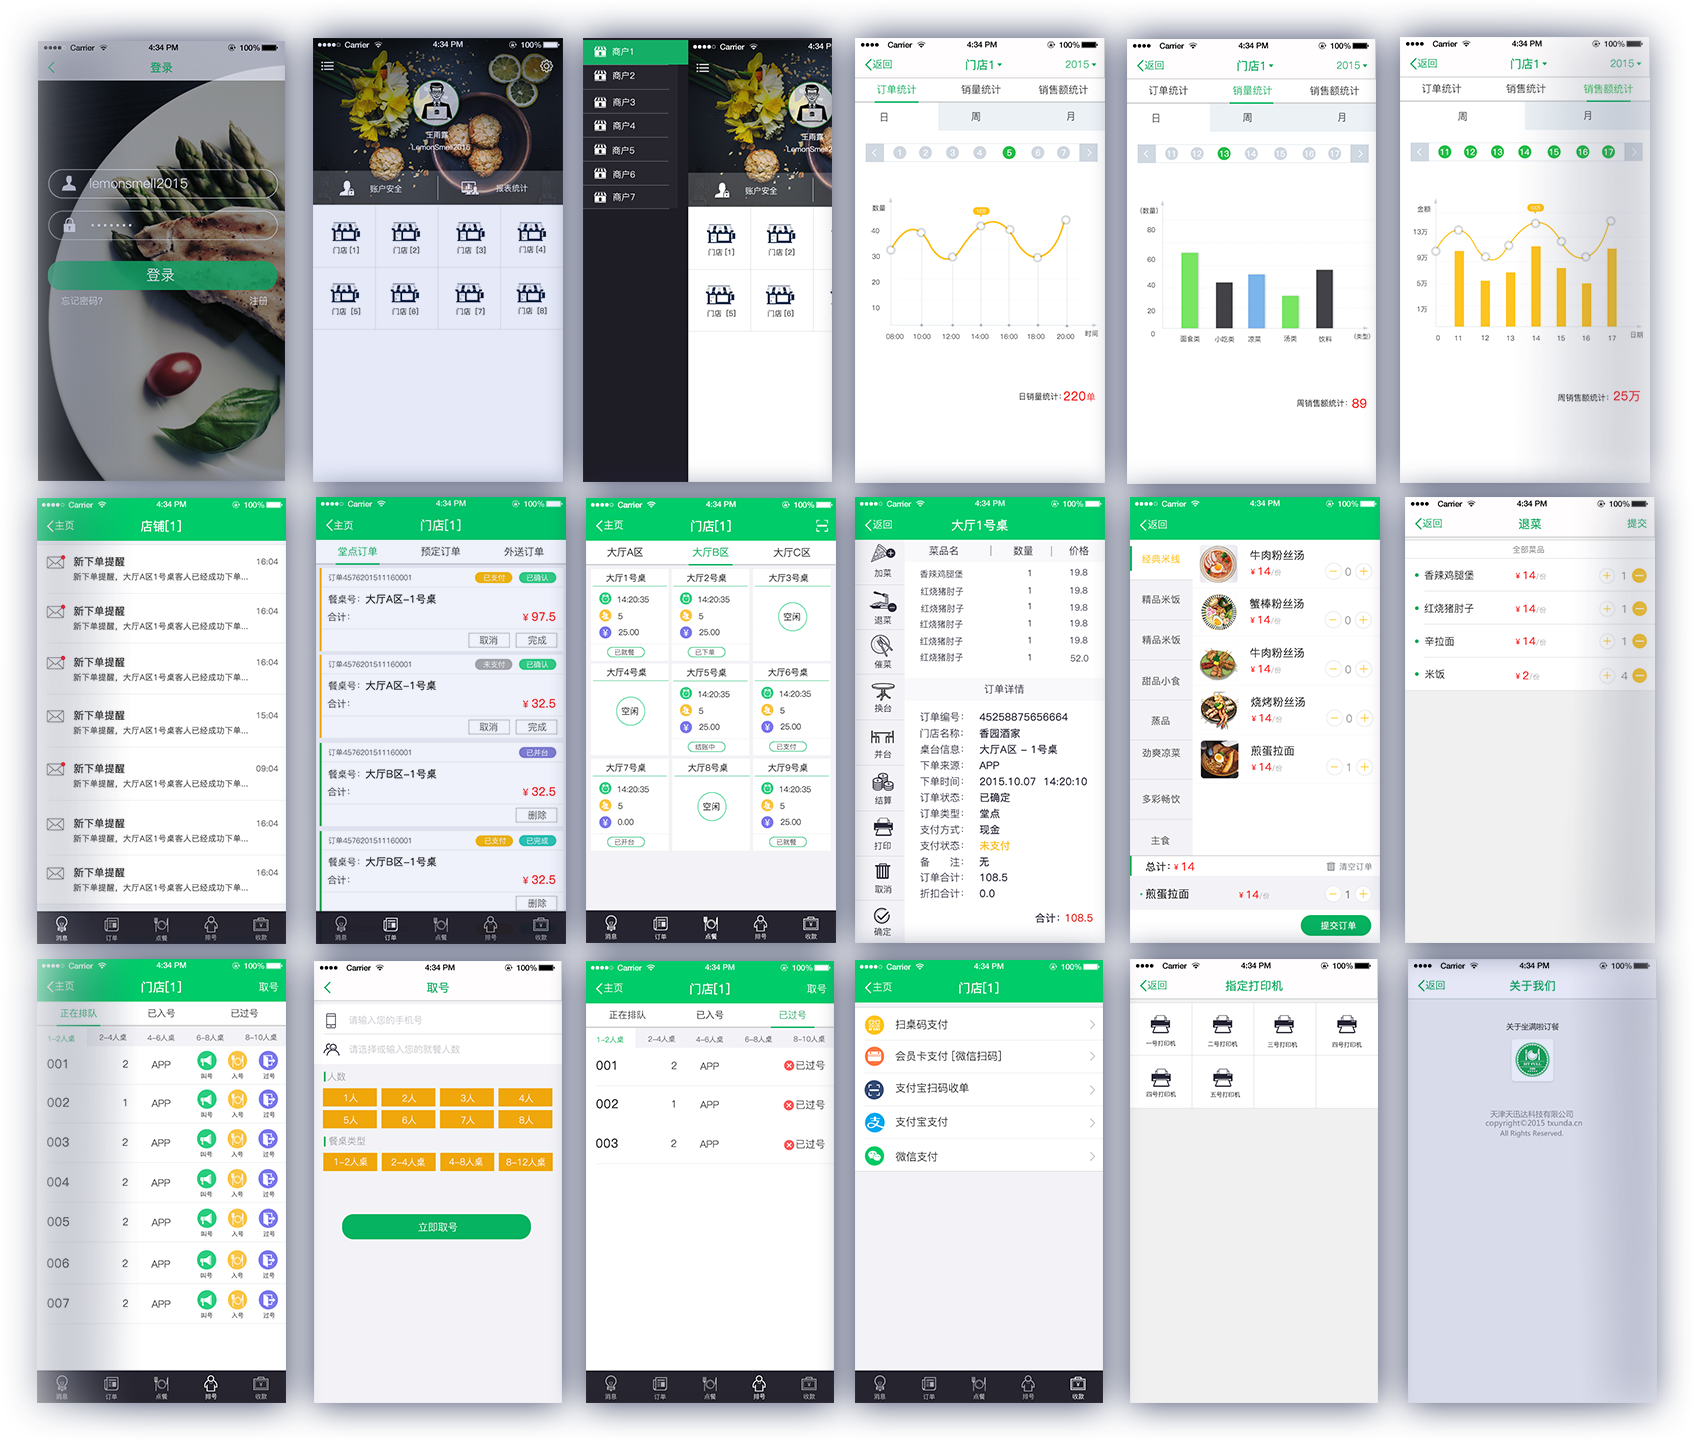 Carrier 4:34 PM 100%
登录
lemonsmell2015
登录
忘记密码? 注册
Carrier 4:34 PM 100%
王雨露
LemonSmell2015
账户安全 报表统计
门店 [1] 门店 [2] 门店 [3] 门店 [4]
门店 [5] 门店 [6] 门店 [7] 门店 [8]
商户1
商户2
商户3
商户4
商户5
商户6
商户7
Carrier 4:34 P
王雨露
LemonSmell2
账户安全
门店 [1] 门店 [2]
门店 [5] 门店 [6]
Carrier 4:34 PM 100%
返回 门店1 2015
订单统计 销量统计 销售额统计
日 周 月
1 2 3 4 5 6 7
数量
40
30
20
10
08:00 10:00 12:00 14:00 16:00 18:00 20:00 时间
日销量统计: 220单
Carrier 4:34 PM 100%
返回 门店1 2015
订单统计 销量统计 销售额统计
日 周 月
11 12 13 14 15 16 17
(数量)
80
60
40
20
0
面食类 小吃类 凉菜 汤类 饮料 (类型)
周销售额统计: 89
Carrier 4:34 PM 100%
返回 门店1 2015
订单统计 销售统计 销售额统计
周 月
11 12 13 14 15 16 17
金额
13万
9万
5万
1万
0 11 12 13 14 15 16 17 日期
周销售额统计: 25万
Carrier 4:34 PM 100%
主页 店铺[1]
新下单提醒 16:04
新下单提醒，大厅A区1号桌客人已经成功下单...
新下单提醒 16:04
新下单提醒，大厅A区1号桌客人已经成功下单...
新下单提醒 16:04
新下单提醒，大厅A区1号桌客人已经成功下单...
新下单提醒 15:04
新下单提醒，大厅A区1号桌客人已经成功下单...
新下单提醒 09:04
新下单提醒，大厅A区1号桌客人已经成功下单...
新下单提醒 16:04
新下单提醒，大厅A区1号桌客人已经成功下单...
新下单提醒 16:04
新下单提醒，大厅A区1号桌客人已经成功下单...
消息 订单 点餐 排号 收款
Carrier 4:34 PM 100%
主页 门店[1]
堂点订单 预定订单 外送订单
订单4576201511160001 已支付 已确认
餐桌号：大厅A区-1号桌
合计： ¥ 97.5
取消 完成
订单4576201511160001 未支付 已确认
餐桌号：大厅A区-1号桌
合计： ¥ 32.5
取消 完成
订单4576201511160001 已并台
餐桌号：大厅B区-1号桌
合计： ¥ 32.5
删除
订单4576201511160001 已支付 已完成
餐桌号：大厅B区-1号桌
合计： ¥ 32.5
删除
消息 订单 点餐 排号 收款
Carrier 4:34 PM 100%
主页 门店[1]
大厅A区 大厅B区 大厅C区
大厅1号桌 大厅2号桌 大厅3号桌
14:20:35 14:20:35
5 5 空闲
25.00 25.00
已就餐 已下单
大厅4号桌 大厅5号桌 大厅6号桌
14:20:35 14:20:35
空闲 5 5
25.00 25.00
结账中 已支付
大厅7号桌 大厅8号桌 大厅9号桌
14:20:35 14:20:35
5 空闲 5
0.00 25.00
已开台 已就餐
消息 订单 点餐 排号 收款
Carrier 4:34 PM 100%
返回 大厅1号桌
加菜
退菜
催菜
换台
并台
结算
打印
取消
确定
菜品名 | 数量 | 价格
香辣鸡腿堡 1 19.8
红烧猪肘子 1 19.8
红烧猪肘子 1 19.8
红烧猪肘子 1 19.8
红烧猪肘子 1 19.8
红烧猪肘子 1 52.0
订单详情
订单编号： 45258875656664
门店名称： 香园酒家
桌台信息： 大厅A区 - 1号桌
下单来源： APP
下单时间： 2015.10.07 14:20:10
订单状态： 已确定
订单类型： 堂点
支付方式： 现金
支付状态： 未支付
备 注： 无
订单合计： 108.5
折扣合计： 0.0
合计：108.5
Carrier 4:34 PM 100%
返回
经典米线
精品米饭
精品米饭
甜品小食
蒸品
劲爽凉菜
多彩畅饮
主食
牛肉粉丝汤
¥ 14/份 0
蟹棒粉丝汤
¥ 14/份 0
牛肉粉丝汤
¥ 14/份 0
烧烤粉丝汤
¥ 14/份 0
煎蛋拉面
¥ 14/份 1
总计：¥ 14 清空订单
煎蛋拉面 ¥ 14/份 1
提交订单
Carrier 4:34 PM 100%
返回 退菜 提交
全部菜品
香辣鸡腿堡 ¥ 14/份 1
红烧猪肘子 ¥ 14/份 1
辛拉面 ¥ 14/份 1
米饭 ¥ 2/份 4
Carrier 4:34 PM 100%
主页 门店[1] 取号
正在排队 已入号 已过号
1-2人桌 2-4人桌 4-6人桌 6-8人桌 8-10人桌
001 2 APP 叫号 入号 过号
002 1 APP 叫号 入号 过号
003 2 APP 叫号 入号 过号
004 2 APP 叫号 入号 过号
005 2 APP 叫号 入号 过号
006 2 APP 叫号 入号 过号
007 2 APP 叫号 入号 过号
消息 订单 点餐 排号 收款
Carrier 4:34 PM 100%
取号
请输入您的手机号
请选择或输入您的就餐人数
人数
1人 2人 3人 4人
5人 6人 7人 8人
餐桌类型
1-2人桌 2-4人桌 4-8人桌 8-12人桌
立即取号
Carrier 4:34 PM 100%
主页 门店[1] 取号
正在排队 已入号 已过号
1-2人桌 2-4人桌 4-6人桌 6-8人桌 8-10人桌
001 2 APP 已过号
002 1 APP 已过号
003 2 APP 已过号
消息 订单 点餐 排号 收款
Carrier 4:34 PM 100%
主页 门店[1]
扫桌码支付
会员卡支付 [微信扫码]
支付宝扫码收单
支付宝支付
微信支付
消息 订单 点餐 排号 收款
Carrier 4:34 PM 100%
返回 指定打印机
一号打印机 二号打印机 三号打印机 四号打印机
四号打印机 五号打印机
Carrier 4:34 PM 100%
返回 关于我们
关于坐满啦订餐
天津天迅达科技有限公司
copyright©2015 txunda.cn
All Rights Reserved.